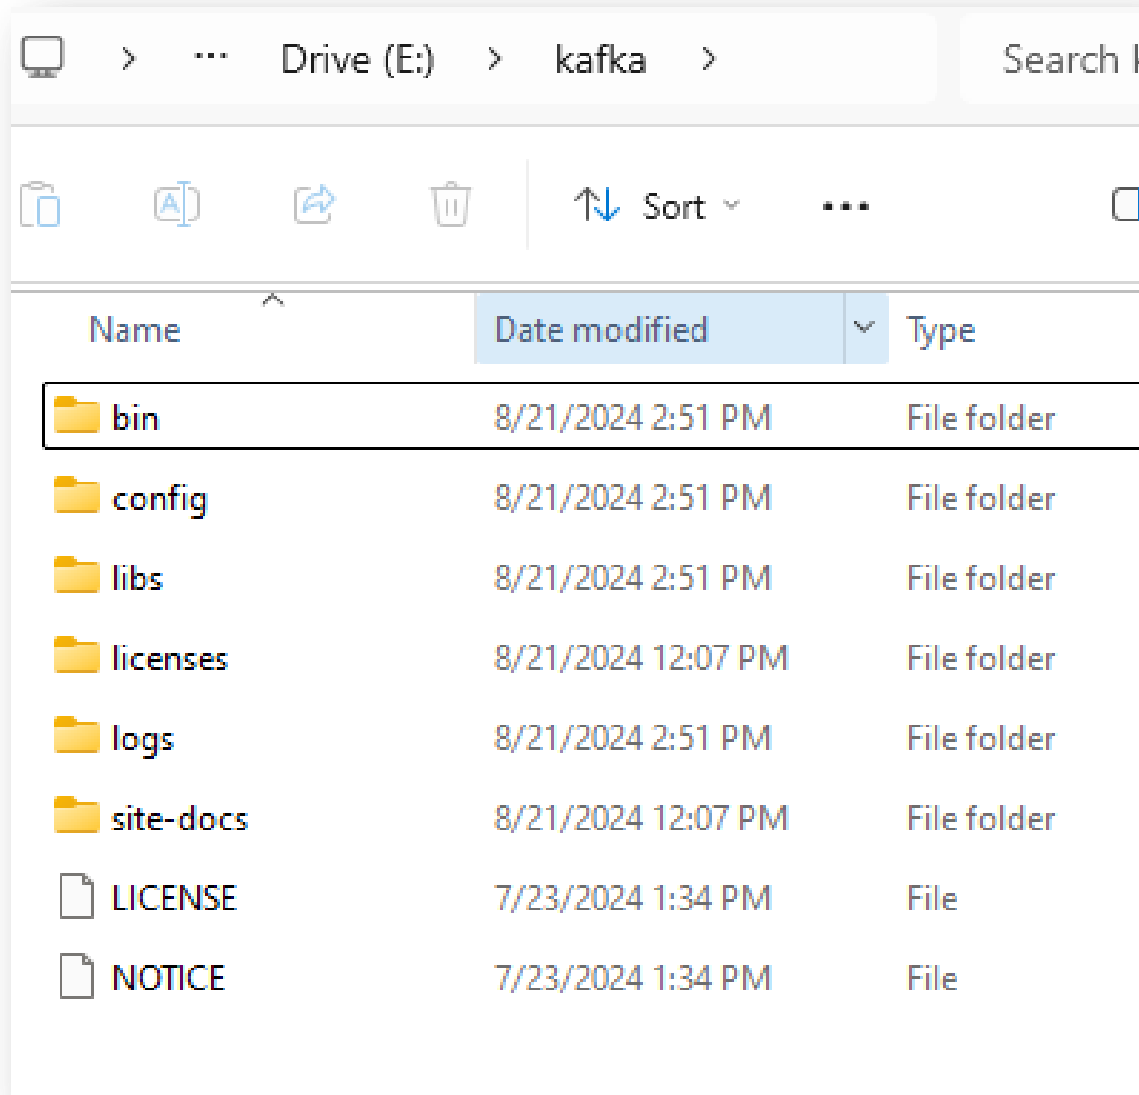 ··· Drive (E:) > kafka > Search
Sort
Name Date modified Type
bin 8/21/2024 2:51 PM File folder
config 8/21/2024 2:51 PM File folder
libs 8/21/2024 2:51 PM File folder
licenses 8/21/2024 12:07 PM File folder
logs 8/21/2024 2:51 PM File folder
site-docs 8/21/2024 12:07 PM File folder
LICENSE 7/23/2024 1:34 PM File
NOTICE 7/23/2024 1:34 PM File